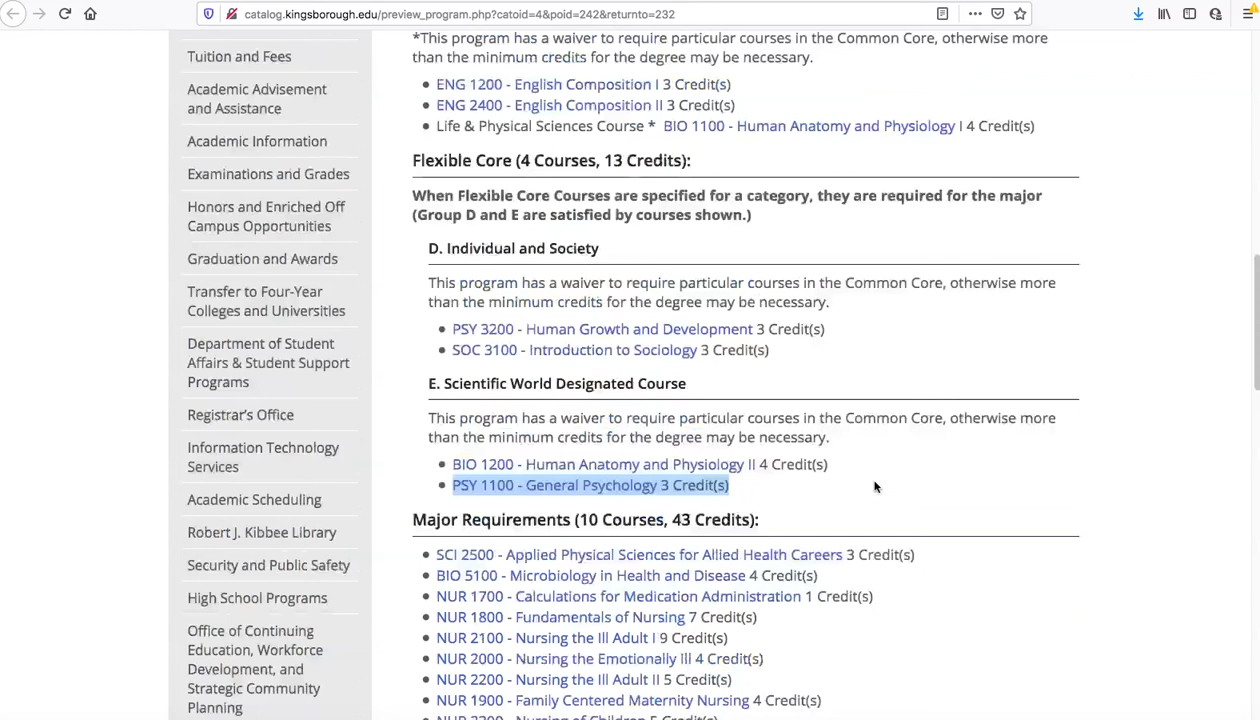 catalog.kingsborough.edu/preview_program.php?catoid=4&poid=242&returnto=232
Tuition and Fees
Academic Advisement
and Assistance
Academic Information
Examinations and Grades
Honors and Enriched Off
Campus Opportunities
Graduation and Awards
Transfer to Four-Year
Colleges and Universities
Department of Student
Affairs & Student Support
Programs
Registrar's Office
Information Technology
Services
Academic Scheduling
Robert J. Kibbee Library
Security and Public Safety
High School Programs
Office of Continuing
Education, Workforce
Development, and
Strategic Community
Planning
*This program has a waiver to require particular courses in the Common Core, otherwise more
than the minimum credits for the degree may be necessary.
• ENG 1200 - English Composition I 3 Credit(s)
• ENG 2400 - English Composition II 3 Credit(s)
• Life & Physical Sciences Course * BIO 1100 - Human Anatomy and Physiology I 4 Credit(s)
Flexible Core (4 Courses, 13 Credits):
When Flexible Core Courses are specified for a category, they are required for the major
(Group D and E are satisfied by courses shown.)
D. Individual and Society
This program has a waiver to require particular courses in the Common Core, otherwise more
than the minimum credits for the degree may be necessary.
• PSY 3200 - Human Growth and Development 3 Credit(s)
• SOC 3100 - Introduction to Sociology 3 Credit(s)
E. Scientific World Designated Course
This program has a waiver to require particular courses in the Common Core, otherwise more
than the minimum credits for the degree may be necessary.
• BIO 1200 - Human Anatomy and Physiology II 4 Credit(s)
• PSY 1100 - General Psychology 3 Credit(s)
Major Requirements (10 Courses, 43 Credits):
• SCI 2500 - Applied Physical Sciences for Allied Health Careers 3 Credit(s)
• BIO 5100 - Microbiology in Health and Disease 4 Credit(s)
• NUR 1700 - Calculations for Medication Administration 1 Credit(s)
• NUR 1800 - Fundamentals of Nursing 7 Credit(s)
• NUR 2100 - Nursing the Ill Adult I 9 Credit(s)
• NUR 2000 - Nursing the Emotionally Ill 4 Credit(s)
• NUR 2200 - Nursing the Ill Adult II 5 Credit(s)
• NUR 1900 - Family Centered Maternity Nursing 4 Credit(s)
• NUR 2300 - Nursing of Children 5 Credit(s)